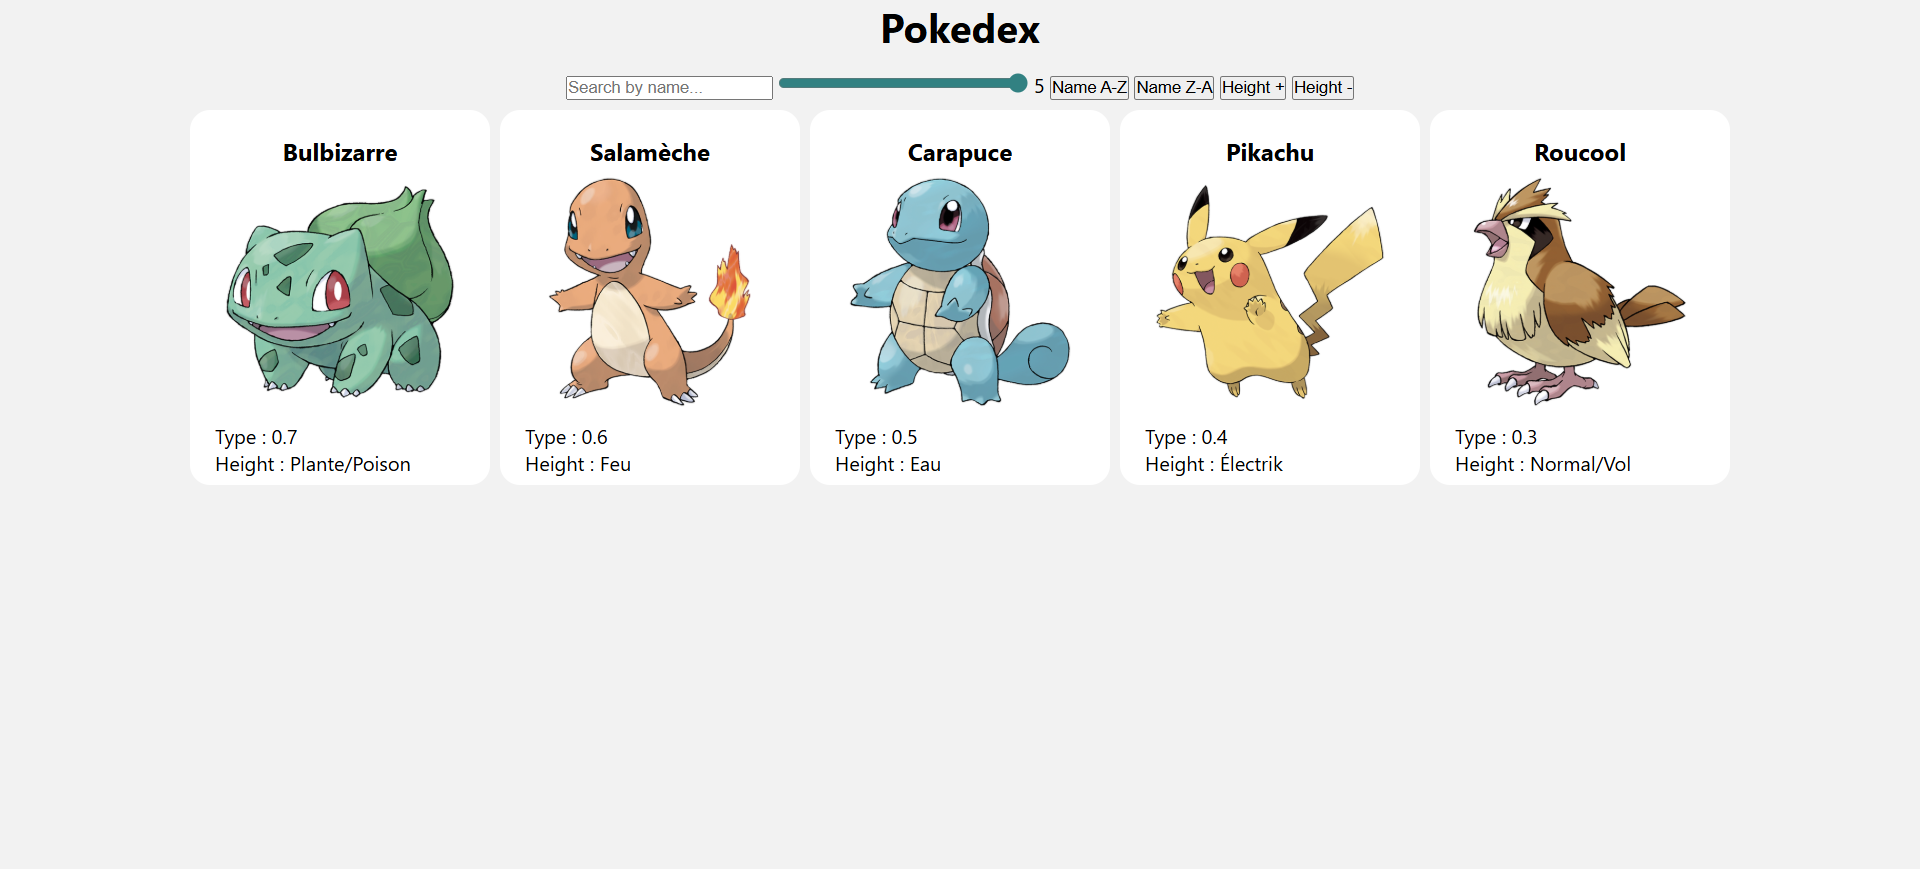 Pokedex
Search by name... 5 Name A-Z Name Z-A Height + Height -
Bulbizarre
Type : 0.7
Height : Plante/Poison
Salamèche
Type : 0.6
Height : Feu
Carapuce
Type : 0.5
Height : Eau
Pikachu
Type : 0.4
Height : Électrik
Roucool
Type : 0.3
Height : Normal/Vol